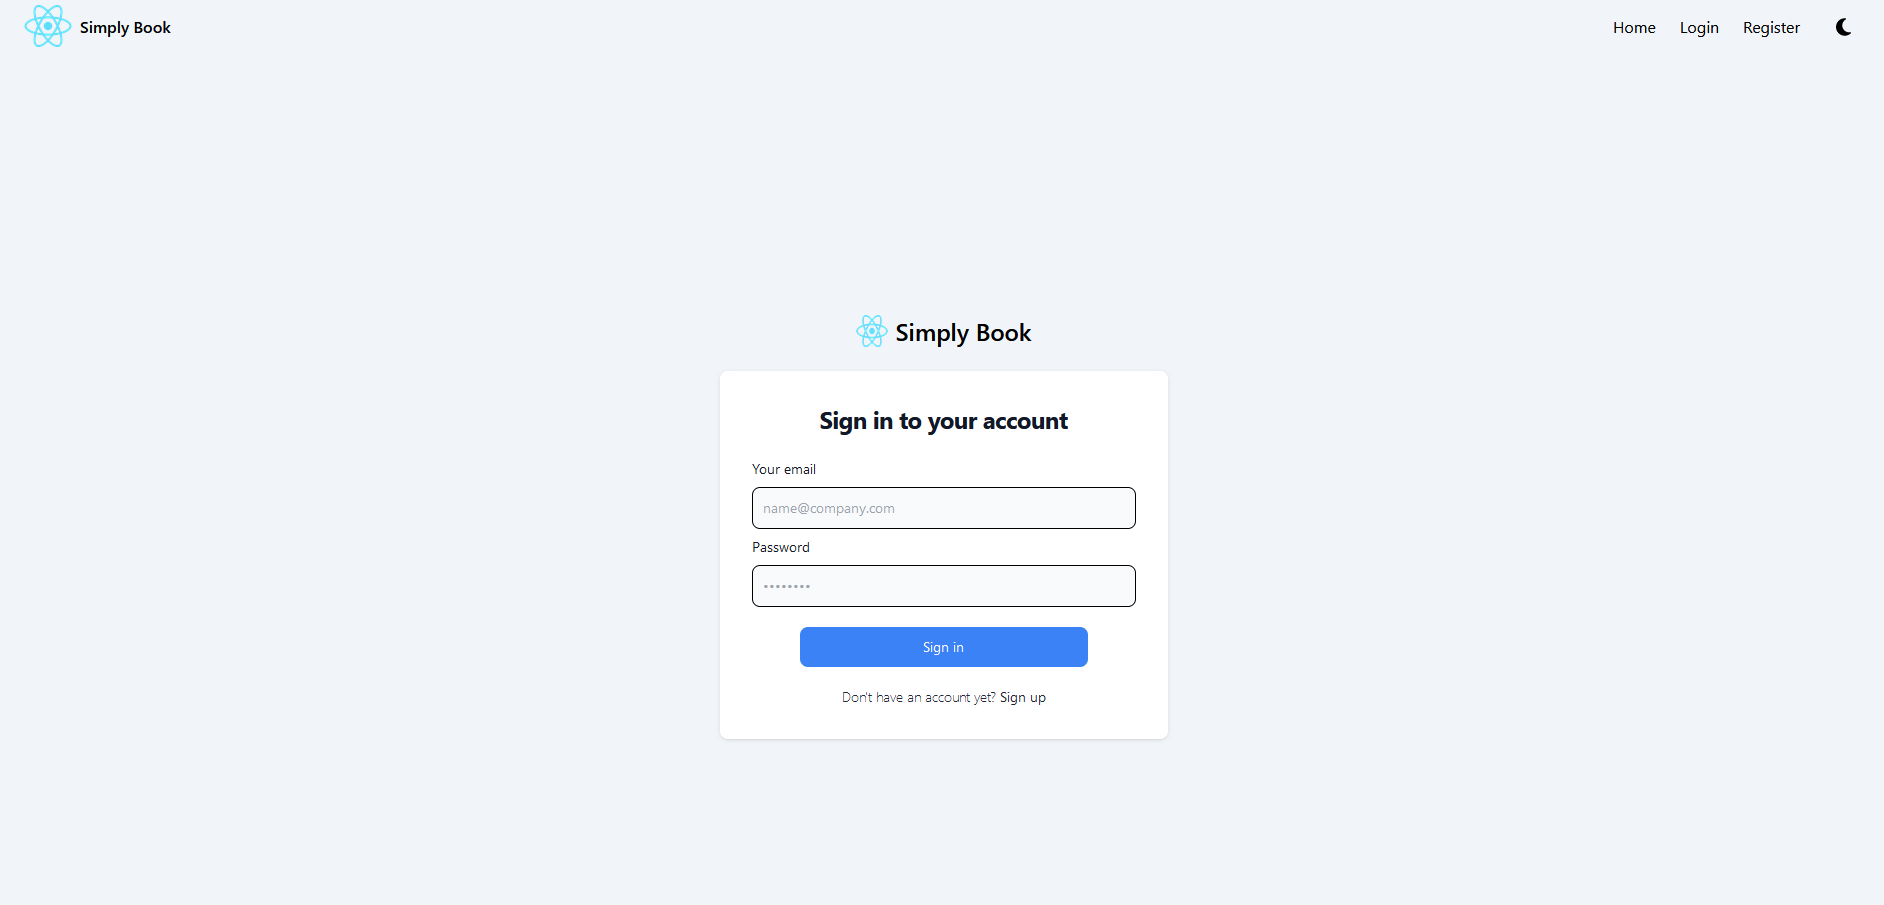 Simply Book
Home Login Register
Simply Book
Sign in to your account
Your email
name@company.com
Password
••••••••
Sign in
Don't have an account yet? Sign up